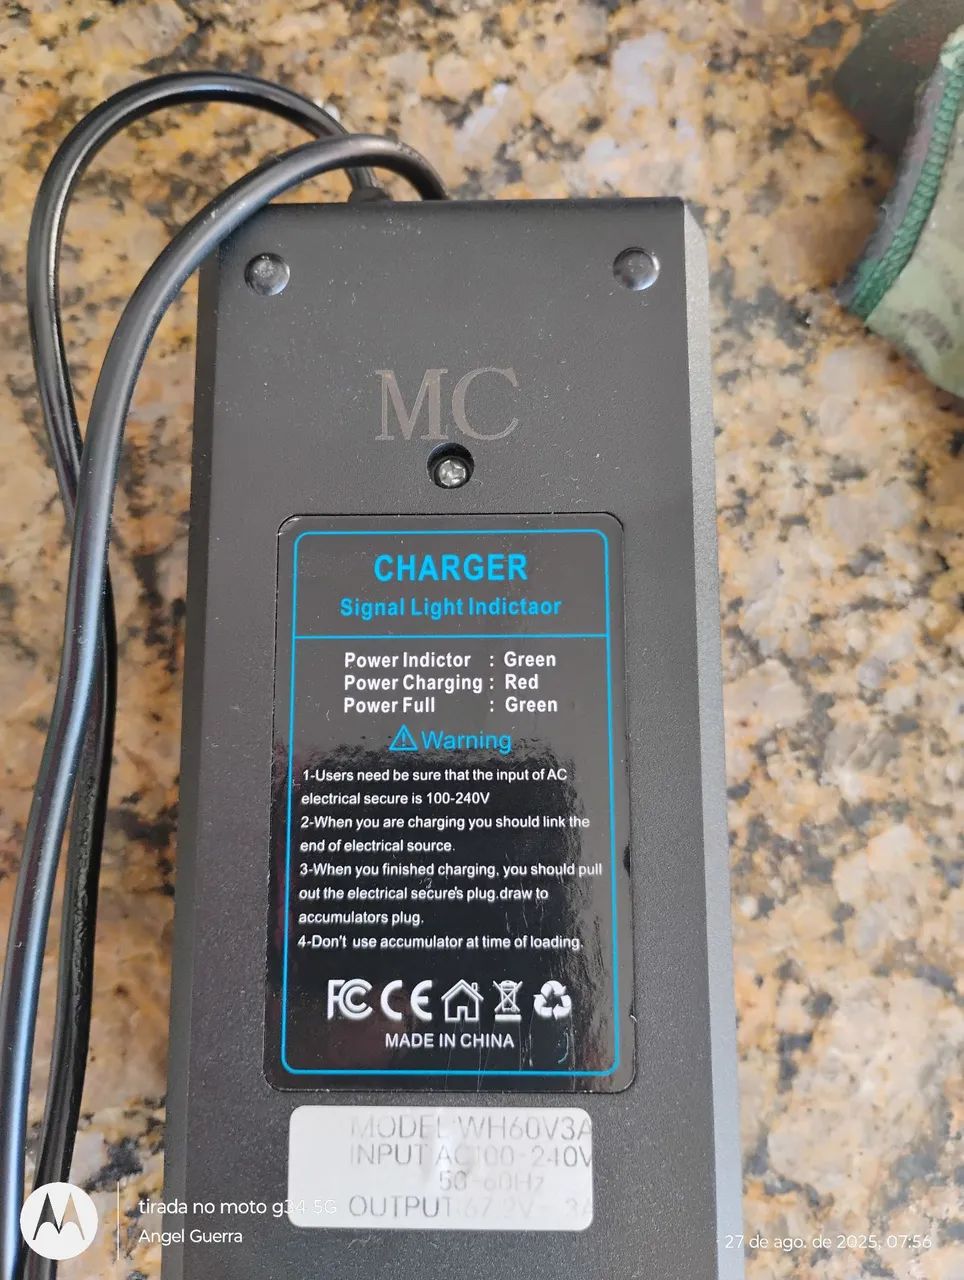 MC
CHARGER
Signal Light Indictaor
Power Indictor : Green
Power Charging : Red
Power Full : Green
Warning
1-Users need be sure that the input of AC
electrical secure is 100-240V
2-When you are charging you should link the
end of electrical source.
3-When you finished charging, you should pull
out the electrical secure's plug.draw to
accumulators plug.
4-Don't use accumulator at time of loading.
FC CE
MADE IN CHINA
MODEL:WH60V3A
INPUT AC100-240V
50-60Hz
OUTPUT:67.2V- 3A
tirada no moto g34 5G
Angel Guerra
27 de ago. de 2025, 07:56